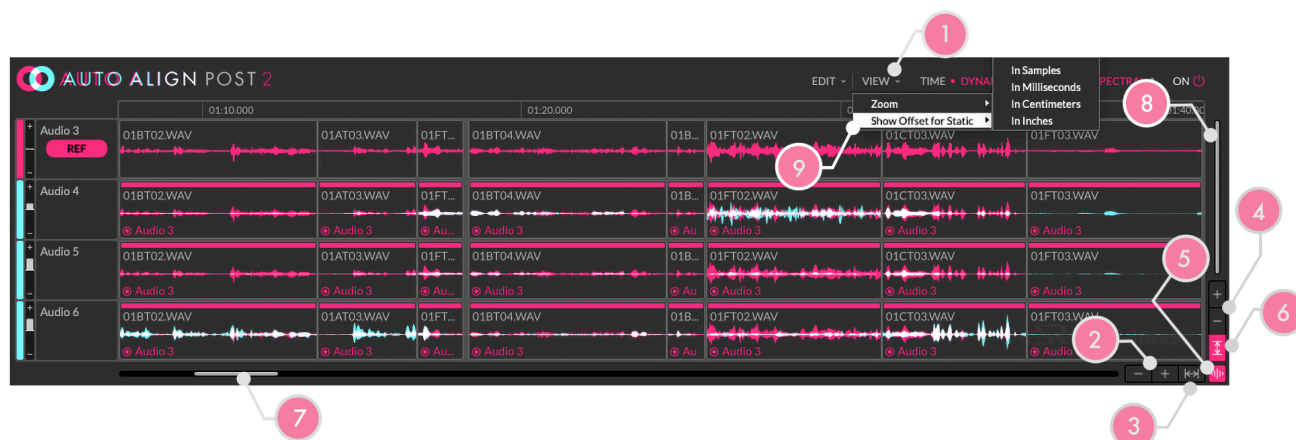 1
AUTO ALIGN POST 2
EDIT VIEW TIME • DYNA ON
In Samples
In Milliseconds
In Centimeters
In Inches
Zoom
Show Offset for Static
8
9
01:10.000 01:20.000
+ Audio 3 01BT02.WAV 01AT03.WAV 01FT... 01BT04.WAV 01B... 01FT02.WAV 01CT03.WAV 01FT03.WAV
REF
-
+ Audio 4 01BT02.WAV 01AT03.WAV 01FT... 01BT04.WAV 01B... 01FT02.WAV 01CT03.WAV 01FT03.WAV
- Audio 3 Audio 3 Au... Audio 3 Au Audio 3 Audio 3 Audio 3
4
5
+ Audio 5 01BT02.WAV 01AT03.WAV 01FT... 01BT04.WAV 01B... 01FT02.WAV 01CT03.WAV 01FT03.WAV
- Audio 3 Audio 3 Au... Audio 3 Au Audio 3 Audio 3 Audio 3
+
-
6
+ Audio 6 01BT02.WAV 01AT03.WAV 01FT... 01BT04.WAV 01B... 01FT02.WAV 01CT03.WAV 01FT03.WAV
- Audio 3 Audio 3 Au... Audio 3 Au Audio 3 Audio 3 Audio
2
- +
7
3